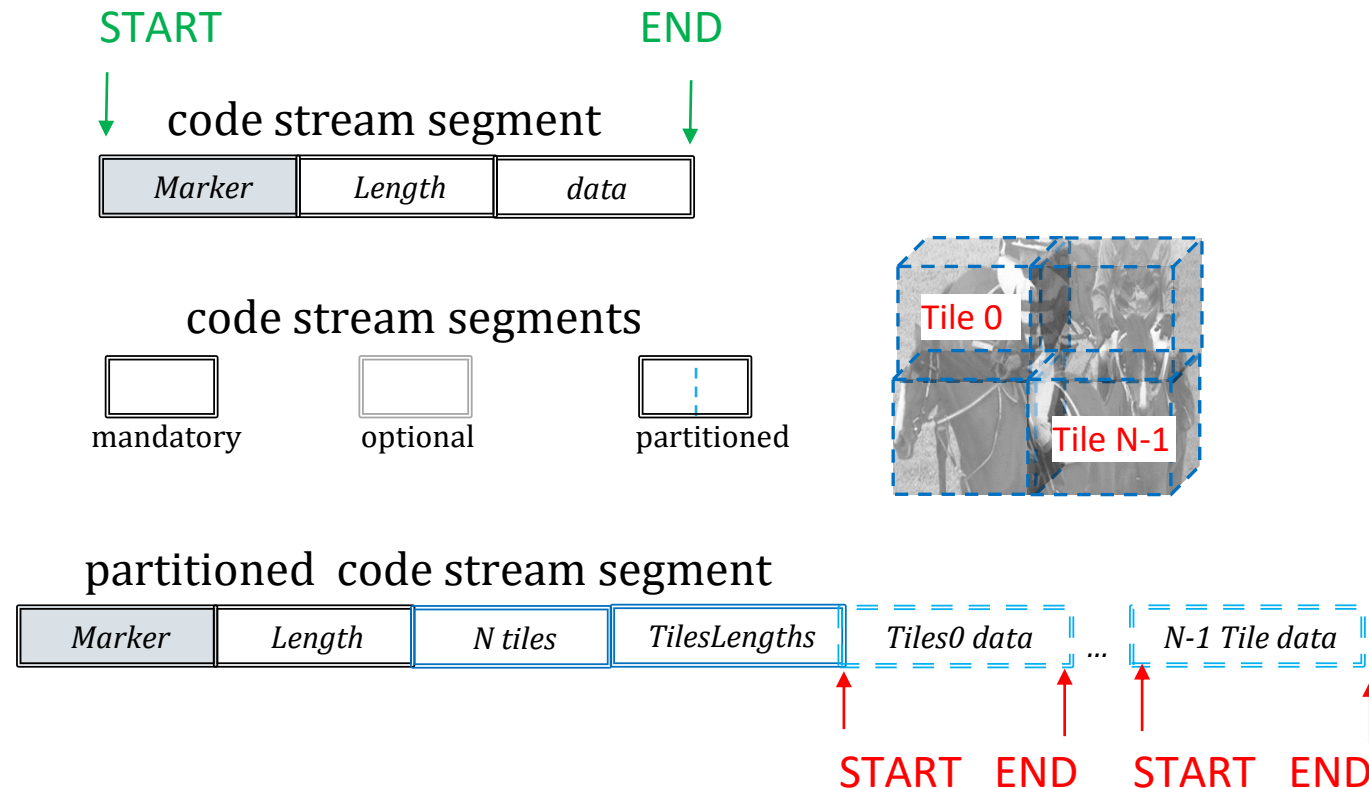 START END
code stream segment
Marker Length data
code stream segments
mandatory optional partitioned
Tile 0
Tile N-1
partitioned code stream segment
Marker Length N tiles TilesLengths Tiles0 data ... N-1 Tile data
START END START END